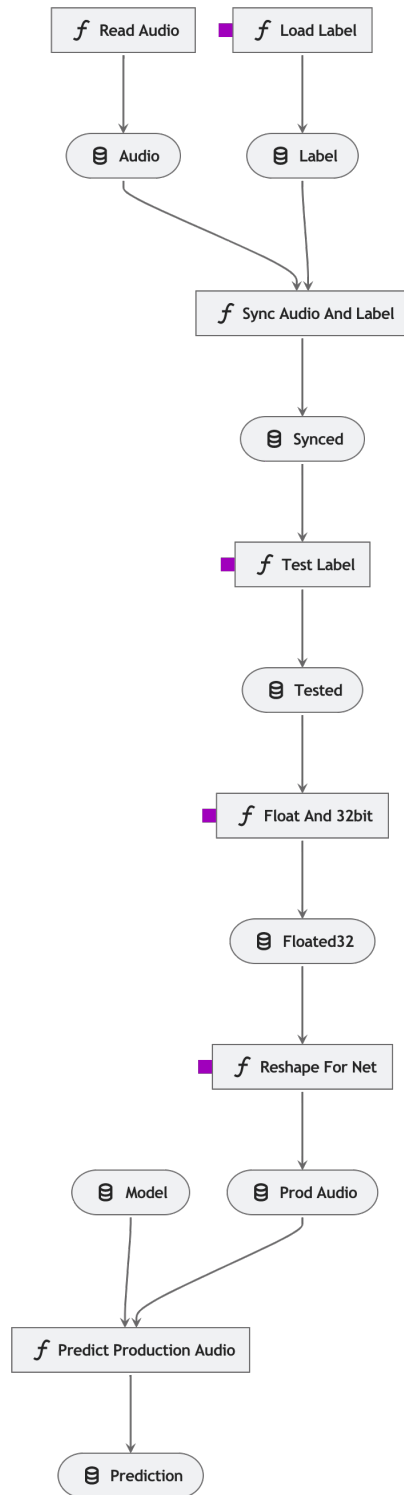 Read Audio
Load Label
Audio
Label
Sync Audio And Label
Synced
Test Label
Tested
Float And 32bit
Floated32
Reshape For Net
Model
Prod Audio
Predict Production Audio
Prediction